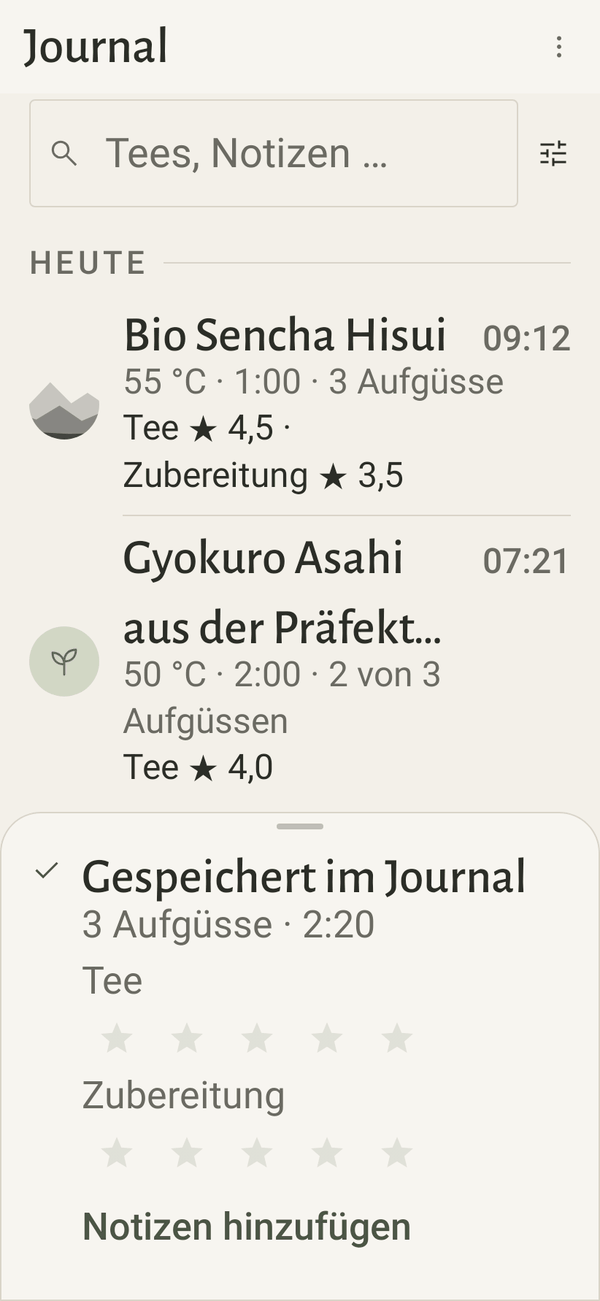 Journal
Tees, Notizen ...
HEUTE
Bio Sencha Hisui 09:12
55 °C · 1:00 · 3 Aufgüsse
Tee ★ 4,5 ·
Zubereitung ★ 3,5
Gyokuro Asahi 07:21
aus der Präfekt...
50 °C · 2:00 · 2 von 3
Aufgüssen
Tee ★ 4,0
Gespeichert im Journal
3 Aufgüsse · 2:20
Tee
Zubereitung
Notizen hinzufügen